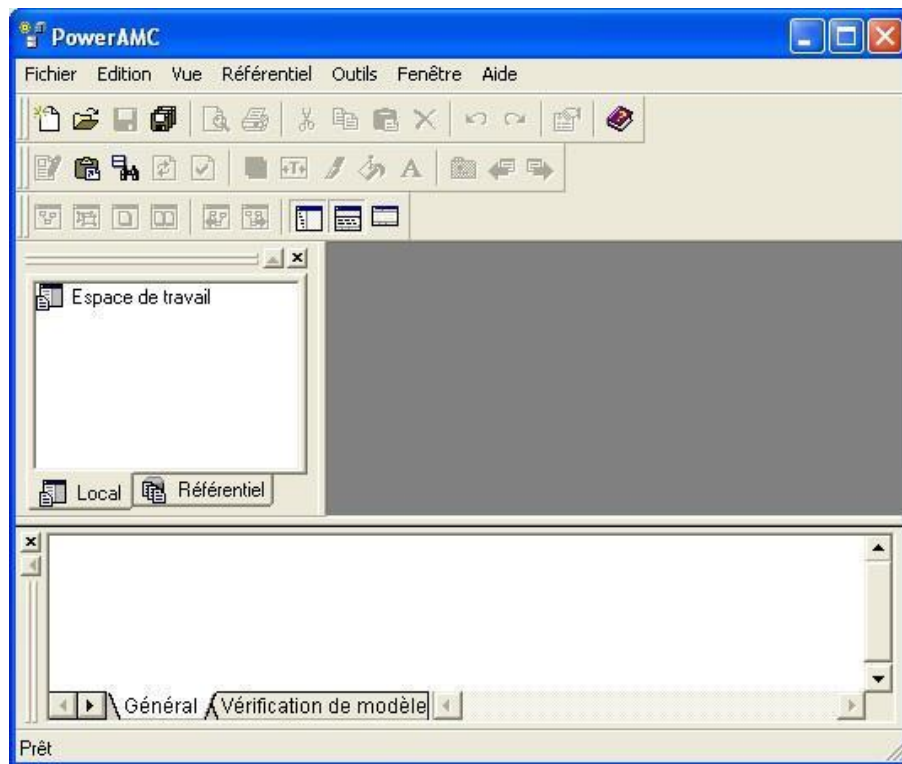 PowerAMC
Fichier Edition Vue Référentiel Outils Fenêtre Aide
Espace de travail
Local Référentiel
Général Vérification de modèle
Prêt